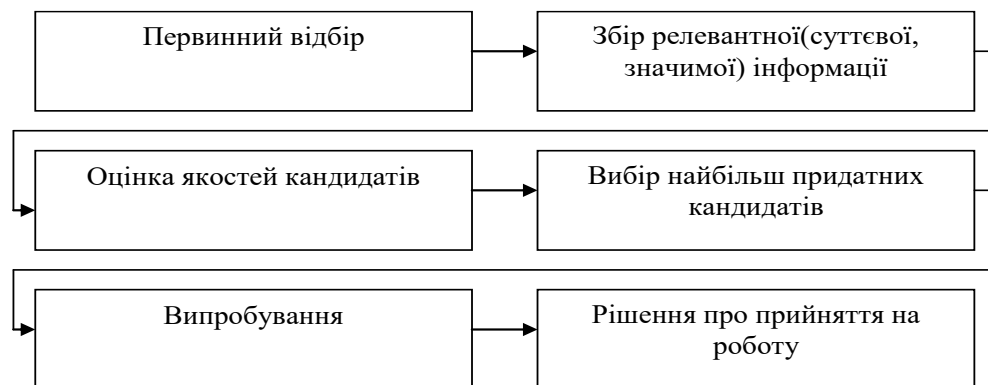 Первинний відбір
Збір релевантної(суттєвої,
значимої) інформації
Оцінка якостей кандидатів
Вибір найбільш придатних
кандидатів
Випробування
Рішення про прийняття на
роботу